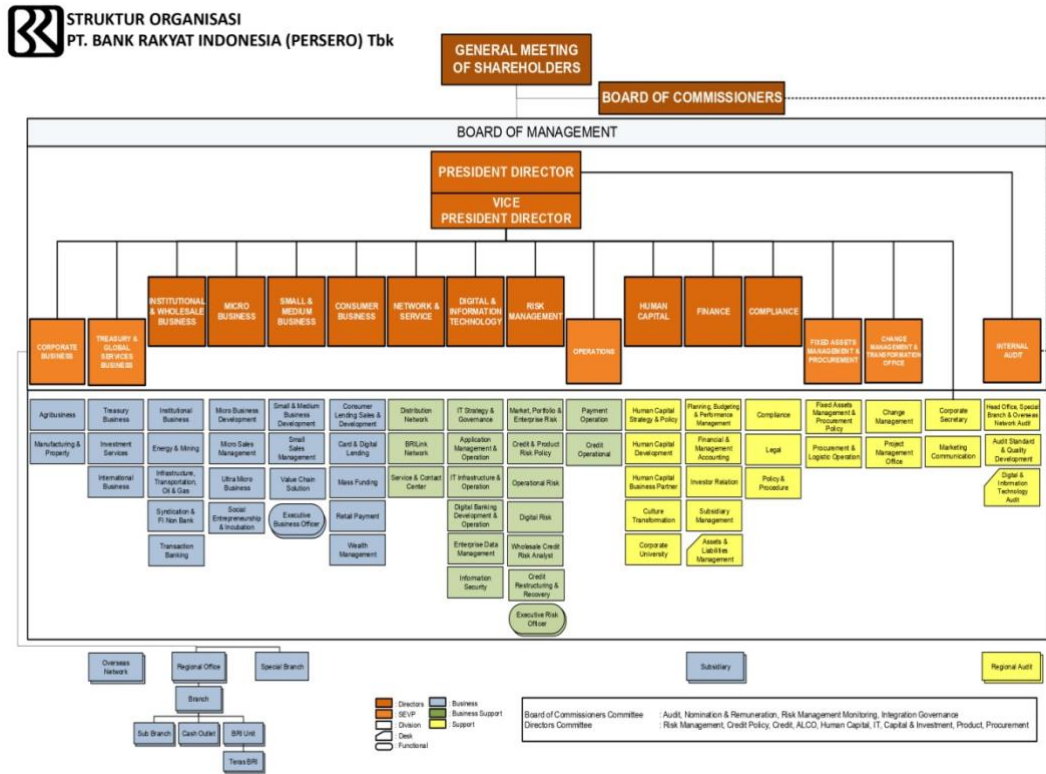 STRUKTUR ORGANISASI
PT. BANK RAKYAT INDONESIA (PERSERO) Tbk
GENERAL MEETING
OF SHAREHOLDERS
BOARD OF COMMISSIONERS
BOARD OF MANAGEMENT
PRESIDENT DIRECTOR
VICE
PRESIDENT DIRECTOR
INSTITUTIONAL
& WHOLESALE
BUSINESS
MICRO
BUSINESS
SMALL &
MEDIUM
BUSINESS
CONSUMER
BUSINESS
NETWORK &
SERVICE
DIGITAL &
INFORMATION
TECHNOLOGY
RISK
MANAGEMENT
HUMAN
CAPITAL
FINANCE
COMPLIANCE
CORPORATE
BUSINESS
TREASURY &
GLOBAL
SERVICES
BUSINESS
OPERATIONS
FIXED ASSETS
MANAGEMENT &
PROCUREMENT
CHANGE
MANAGEMENT &
TRANSFORMATION
OFFICE
INTERNAL
AUDIT
Agribusiness
Manufacturing &
Property
Treasury
Business
Investment
Services
International
Business
Institutional
Business
Energy & Mining
Infrastructure,
Transportation,
Oil & Gas
Syndication &
FI Non Bank
Transaction
Banking
Micro Business
Development
Micro Sales
Management
Ultra Micro
Business
Social
Entrepreneurship
& Incubation
Small & Medium
Business
Development
Small
Sales
Management
Value Chain
Solution
Executive
Business Officer
Consumer
Lending Sales &
Development
Card & Digital
Lending
Mass Funding
Retail Payment
Wealth
Management
Distribution
Network
BRILink
Network
Service & Contact
Center
IT Strategy &
Governance
Application
Management
& Operation
IT Infrastructure &
Operation
Digital Banking
Development &
Operation
Enterprise Data
Management
Information
Security
Market, Portfolio &
Enterprise Risk
Credit & Product
Risk Policy
Operational Risk
Digital Risk
Wholesale Credit
Risk Analyst
Credit
Restructuring &
Recovery
Executive Risk
Officer
Payment
Operation
Credit
Operational
Human Capital
Strategy & Policy
Human Capital
Development
Human Capital
Business Partner
Culture
Transformation
Corporate
University
Planning, Budgeting
& Performance
Management
Financial &
Management
Accounting
Investor Relation
Subsidiary
Management
Assets &
Liabilities
Management
Compliance
Legal
Policy &
Procedure
Fixed Assets
Management &
Procurement
Policy
Procurement &
Logistic Operation
Change
Management
Project
Management
Office
Corporate
Secretary
Marketing
Communication
Head Office, Special
Branch & Overseas
Network Audit
Audit Standard
& Quality
Development
Digital &
Information
Technology
Audit
Overseas
Network
Regional Office
Special Branch
Subsidiary
Regional Audit
Branch
Sub Branch
Cash Outlet
BRI Unit
Teras BRI
: Directors
: SEVP
: Division
: Desk
: Functional
: Business
: Business Support
: Support
Board of Commissioners Committee : Audit, Nomination & Remuneration, Risk Management Monitoring, Integration Governance
Directors Committee : Risk Management, Credit Policy, Credit, ALCO, Human Capital, IT, Capital & Investment, Product, Procurement